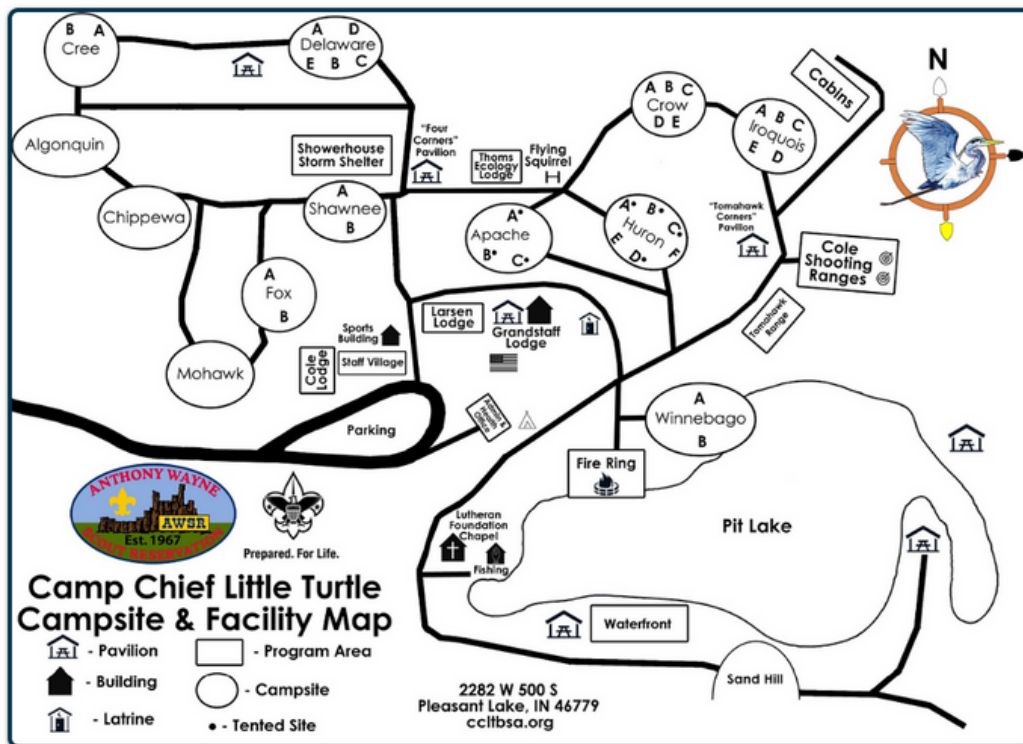 B A
Cree
A D
Delaware
E B C
Algonquin
Chippewa
Showerhouse
Storm Shelter
"Four
Corners"
Pavilion
Thoms
Ecology
Lodge
Flying
Squirrel
A B C
Crow
D E
A B C
Iroquois
E D
Cabins
N
A
Shawnee
B
A•
Apache
B• C•
A• B• C•
Huron
E D• F
"Tomahawk
Corners"
Pavilion
Cole
Shooting
Ranges
Tomahawk
Range
A
Fox
B
Mohawk
Sports
Building
Cole
Lodge
Staff Village
Larsen
Lodge
Grandstaff
Lodge
Parking
Admin &
Health
Office
A
Winnebago
B
Fire Ring
Pit Lake
Lutheran
Foundation
Chapel
Fishing
Waterfront
Sand Hill
ANTHONY WAYNE
AWSR
Est. 1967
SCOUT RESERVATION
Prepared. For Life.
Camp Chief Little Turtle
Campsite & Facility Map
- Pavilion
- Program Area
- Building
- Campsite
- Latrine
• - Tented Site
2282 W 500 S
Pleasant Lake, IN 46779
ccltbsa.org